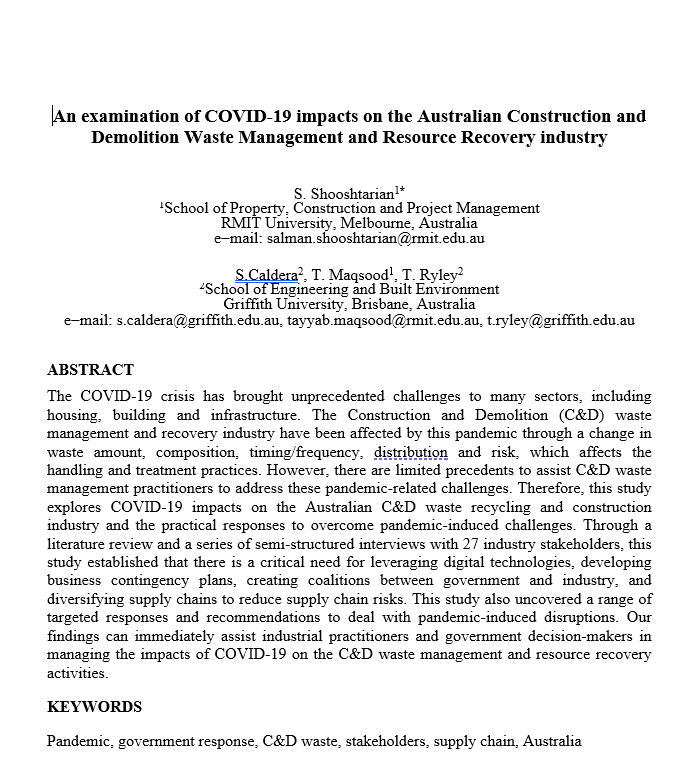 An examination of COVID-19 impacts on the Australian Construction and
Demolition Waste Management and Resource Recovery industry
S. Shooshtarian¹*
¹School of Property, Construction and Project Management
RMIT University, Melbourne, Australia
e–mail: salman.shooshtarian@rmit.edu.au
S.Caldera², T. Maqsood¹, T. Ryley²
²School of Engineering and Built Environment
Griffith University, Brisbane, Australia
e–mail: s.caldera@griffith.edu.au, tayyab.maqsood@rmit.edu.au, t.ryley@griffith.edu.au
ABSTRACT
The COVID-19 crisis has brought unprecedented challenges to many sectors, including
housing, building and infrastructure. The Construction and Demolition (C&D) waste
management and recovery industry have been affected by this pandemic through a change in
waste amount, composition, timing/frequency, distribution and risk, which affects the
handling and treatment practices. However, there are limited precedents to assist C&D waste
management practitioners to address these pandemic-related challenges. Therefore, this study
explores COVID-19 impacts on the Australian C&D waste recycling and construction
industry and the practical responses to overcome pandemic-induced challenges. Through a
literature review and a series of semi-structured interviews with 27 industry stakeholders, this
study established that there is a critical need for leveraging digital technologies, developing
business contingency plans, creating coalitions between government and industry, and
diversifying supply chains to reduce supply chain risks. This study also uncovered a range of
targeted responses and recommendations to deal with pandemic-induced disruptions. Our
findings can immediately assist industrial practitioners and government decision-makers in
managing the impacts of COVID-19 on the C&D waste management and resource recovery
activities.
KEYWORDS
Pandemic, government response, C&D waste, stakeholders, supply chain, Australia